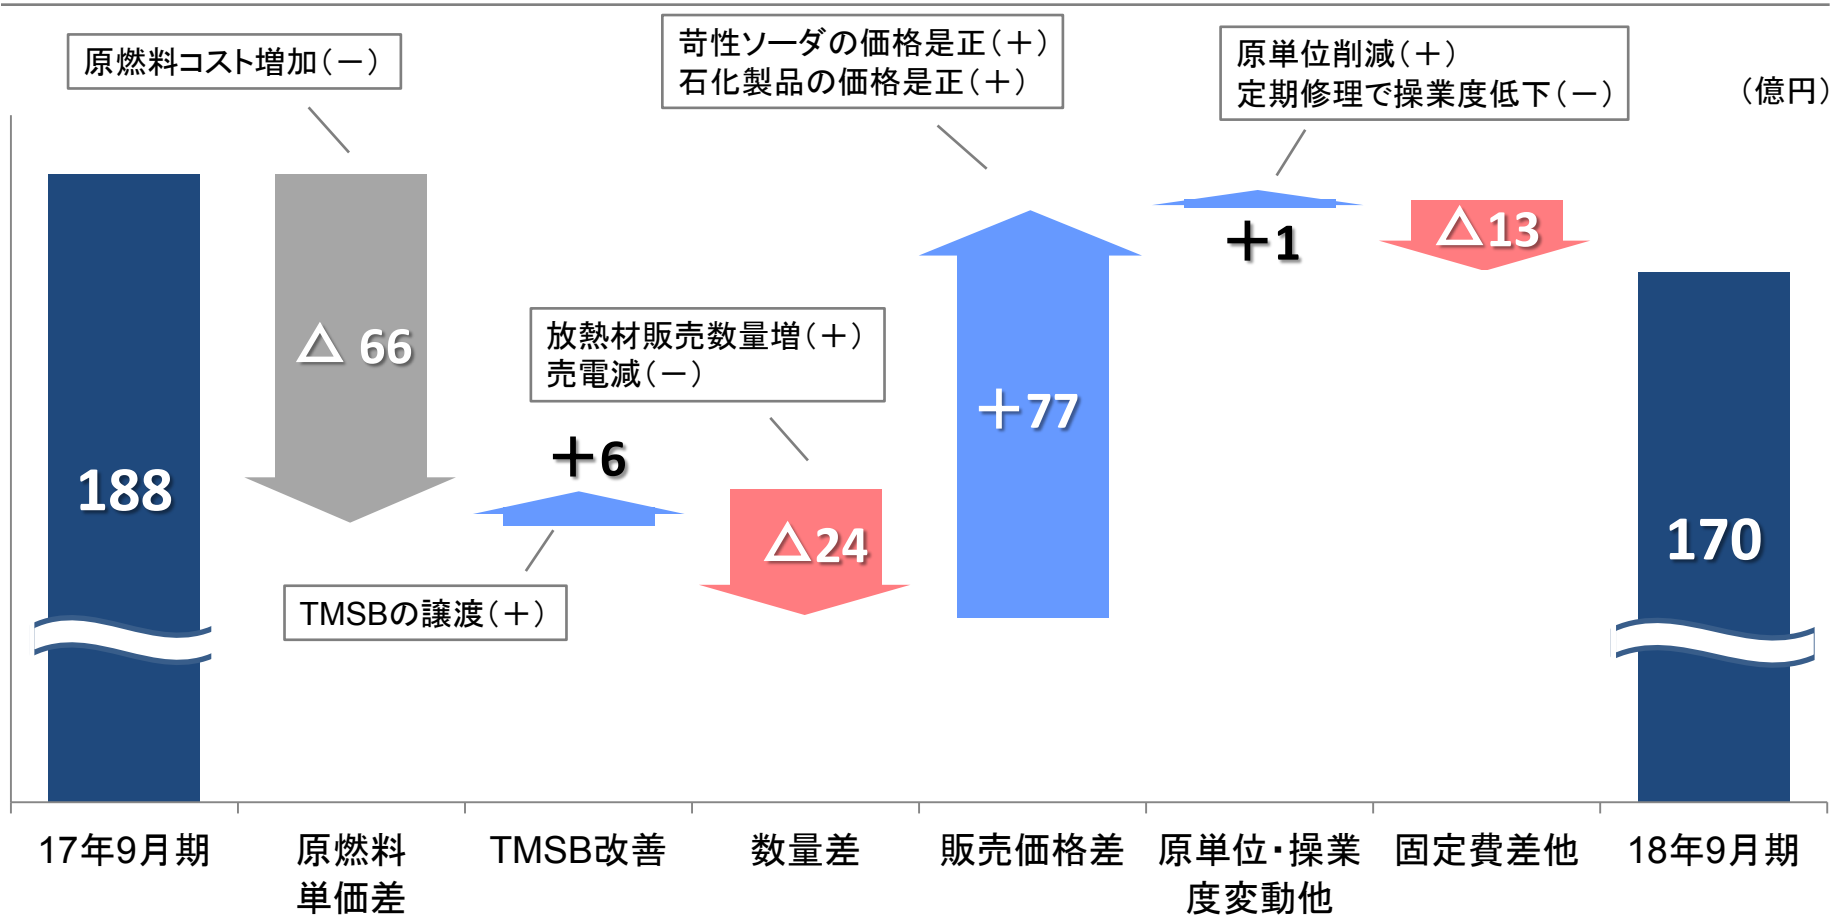 原燃料コスト増加(－)
苛性ソーダの価格是正(＋)
石化製品の価格是正(＋)
原単位削減(＋)
定期修理で操業度低下(－)
(億円)
188
△ 66
＋6
TMSBの譲渡(＋)
放熱材販売数量増(＋)
売電減(－)
△24
＋77
＋1
△13
170
17年9月期
原燃料
単価差
TMSB改善
数量差
販売価格差
原単位・操業
度変動他
固定費差他
18年9月期